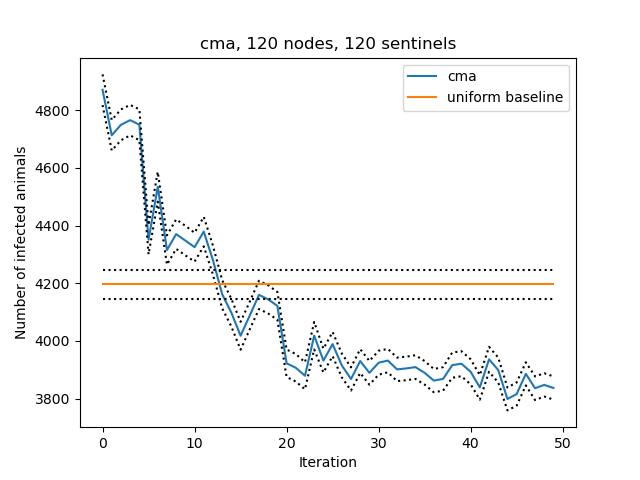 cma, 120 nodes, 120 sentinels
cma
uniform baseline
Number of infected animals
4800
4600
4400
4200
4000
3800
0 10 20 30 40 50
Iteration